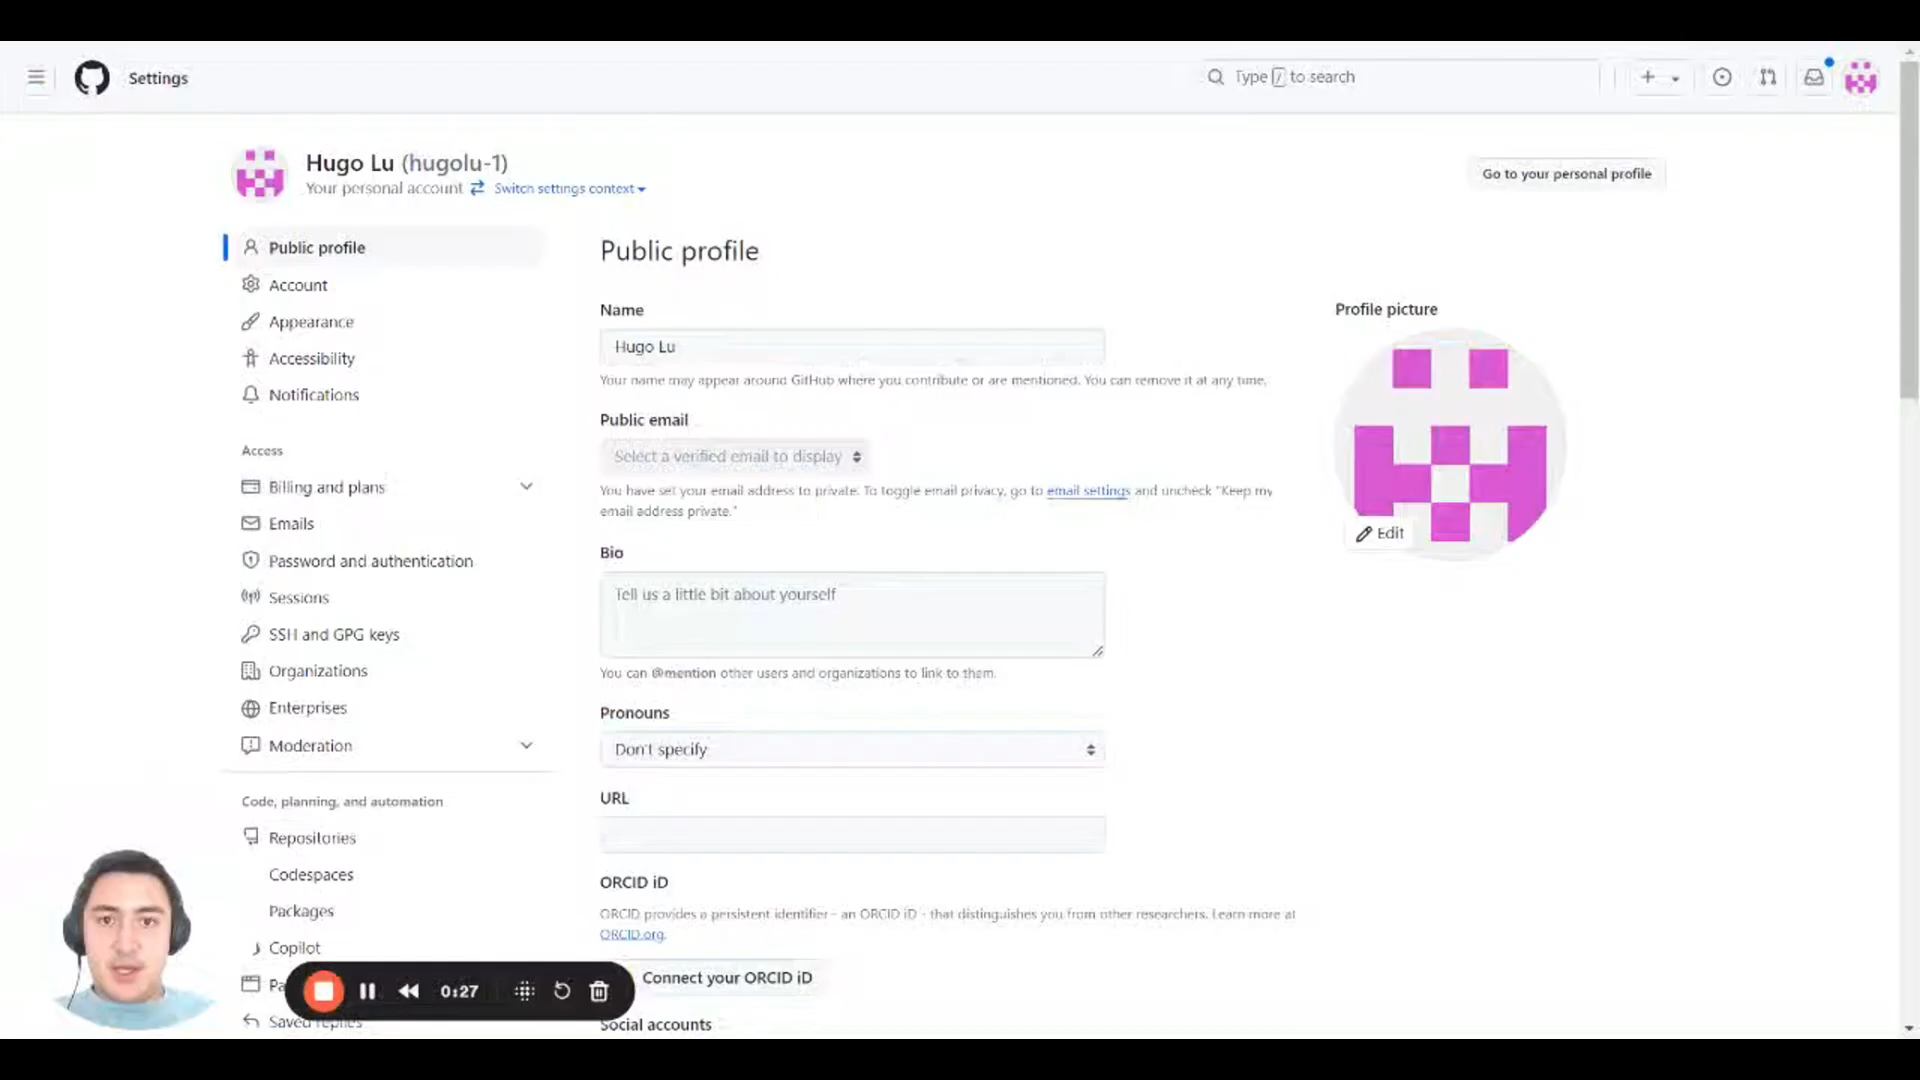 Settings
Type / to search
Hugo Lu (hugolu-1)
Your personal account Switch settings context
Go to your personal profile
Public profile
Account
Appearance
Accessibility
Notifications
Access
Billing and plans
Emails
Password and authentication
Sessions
SSH and GPG keys
Organizations
Enterprises
Moderation
Code, planning, and automation
Repositories
Codespaces
Packages
Copilot
Pa
Saved replies
0:27
Public profile
Name
Hugo Lu
Your name may appear around GitHub where you contribute or are mentioned. You can remove it at any time.
Public email
Select a verified email to display
You have set your email address to private. To toggle email privacy, go to email settings and uncheck "Keep my
email address private."
Bio
Tell us a little bit about yourself
You can @mention other users and organizations to link to them.
Pronouns
Don't specify
URL
ORCID iD
ORCID provides a persistent identifier - an ORCID iD - that distinguishes you from other researchers. Learn more at
ORCID.org.
Connect your ORCID iD
Social accounts
Profile picture
Edit